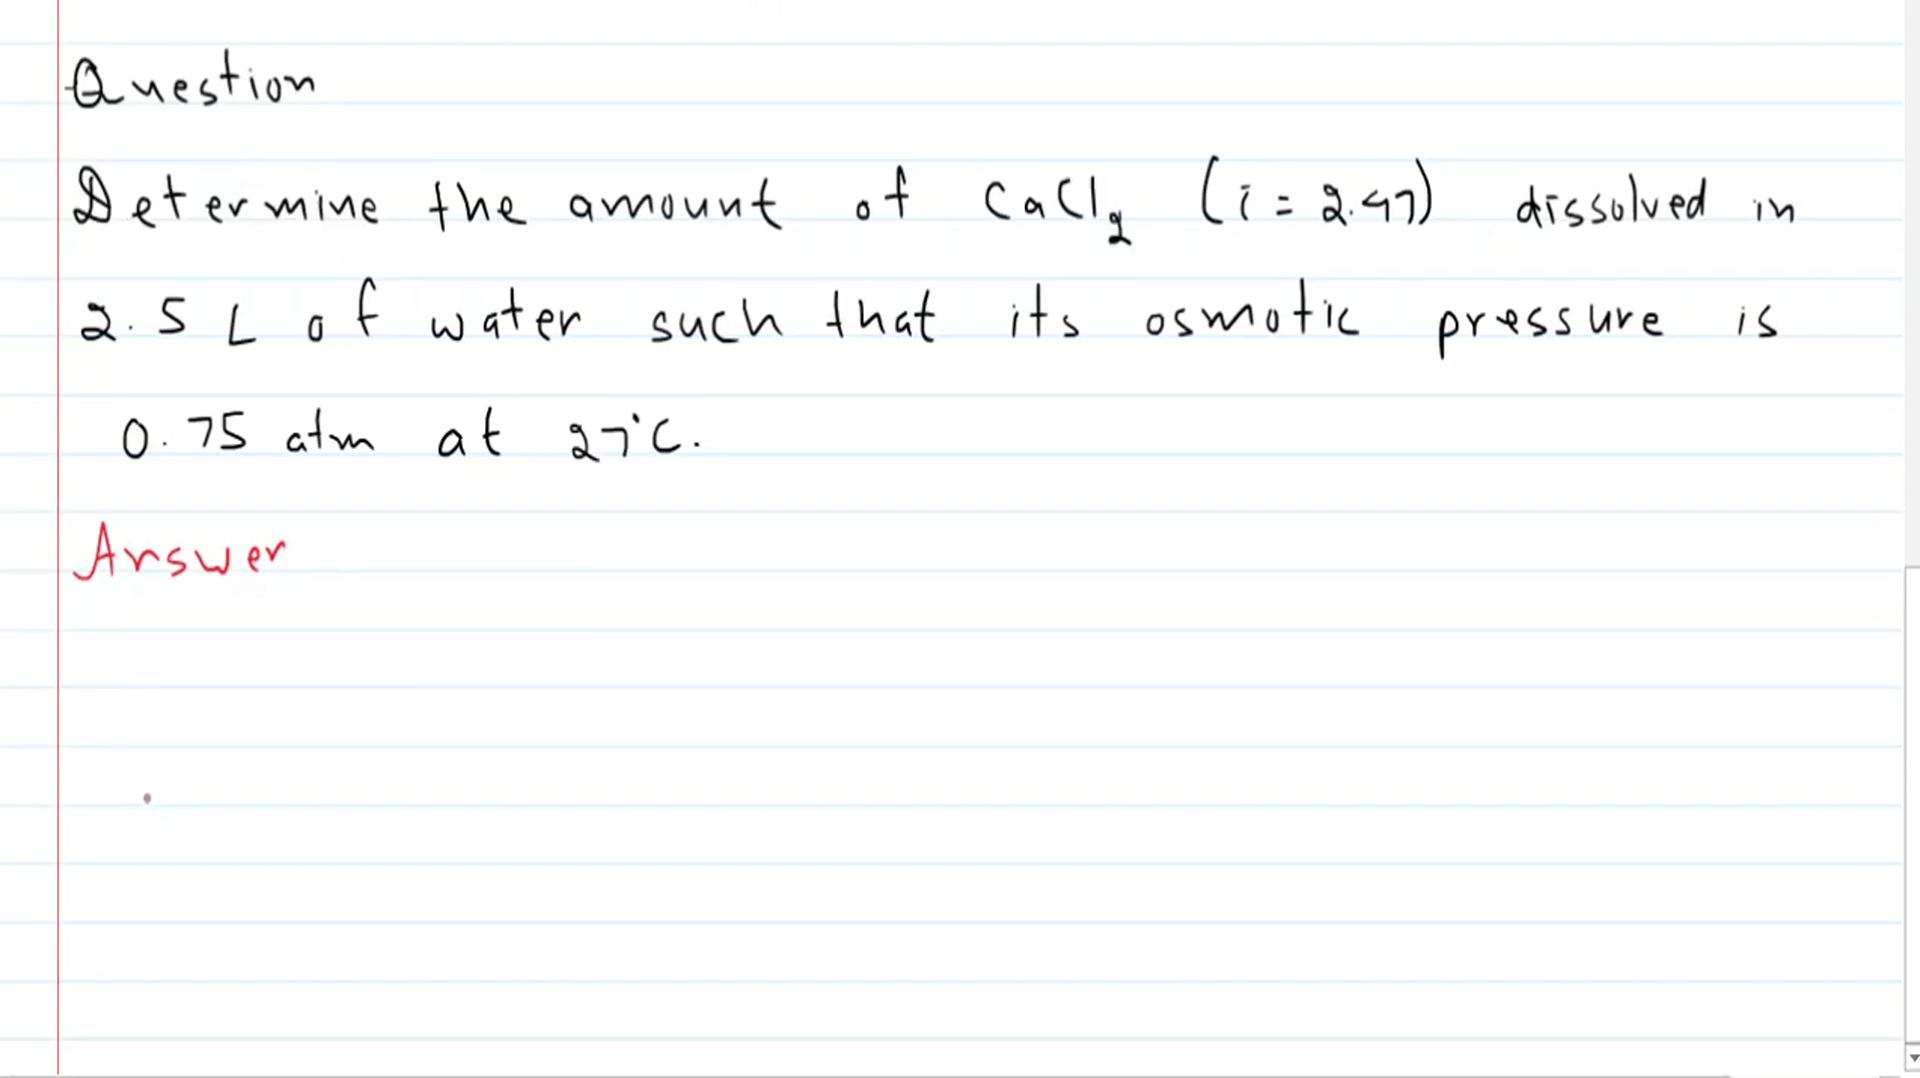 Question
Determine the amount of CaCl₂ (i = 2.47) dissolved in
2.5 L of water such that its osmotic pressure is
0.75 atm at 27°C.
Answer